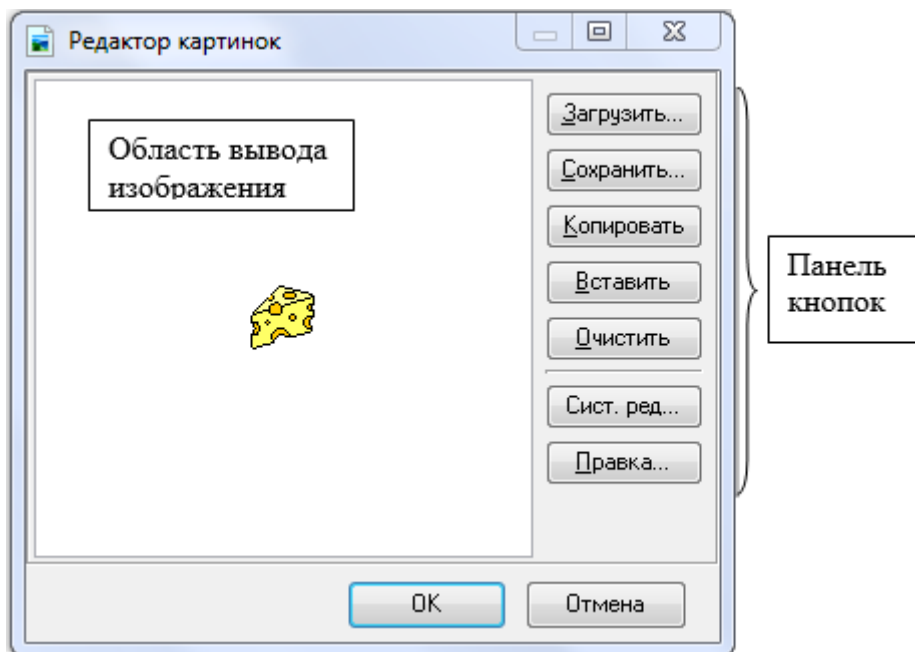 Редактор картинок
Область вывода
изображения
Загрузить...
Сохранить...
Копировать
Вставить
Очистить
Сист. ред...
Правка...
Панель
кнопок
OK
Отмена